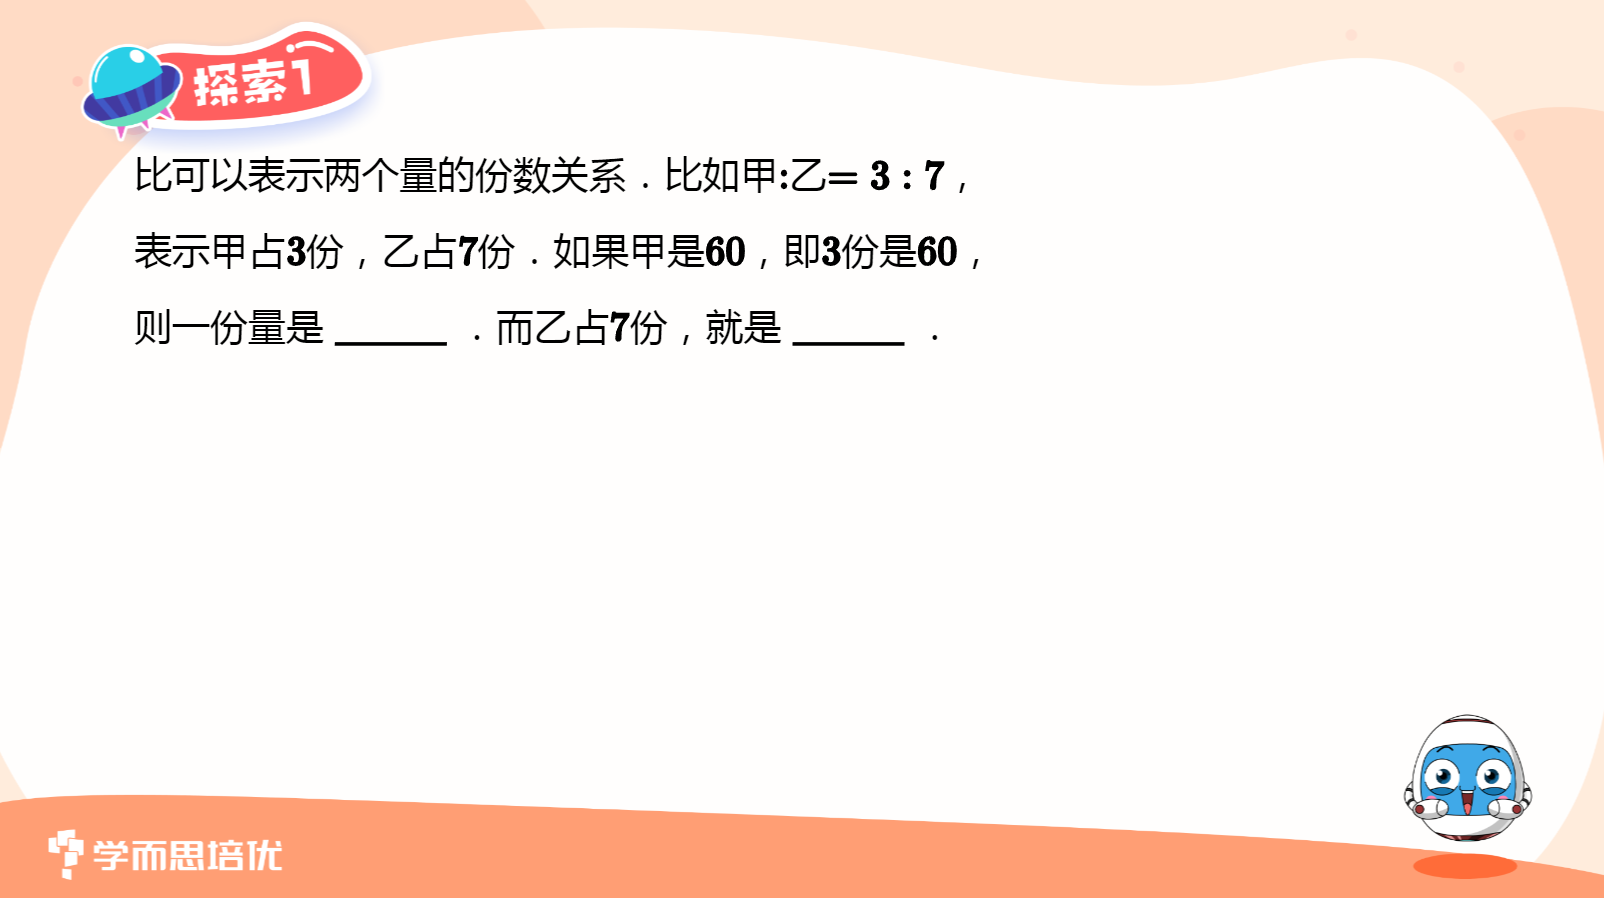 探索1
比可以表示两个量的份数关系．比如甲:乙= 3 : 7，
表示甲占3份，乙占7份．如果甲是60，即3份是60，
则一份量是 ______ ．而乙占7份，就是 ______ ．
学而思培优